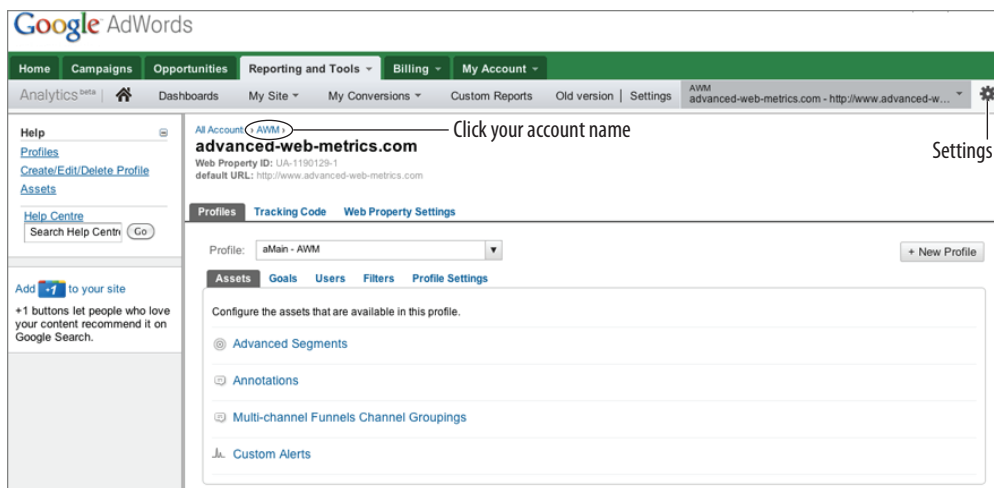 Google AdWords
Home Campaigns Opportunities Reporting and Tools Billing My Account
Analytics beta | Dashboards My Site My Conversions Custom Reports Old version | Settings AWM
advanced-web-metrics.com - http://www.advanced-w...
Help
Profiles
Create/Edit/Delete Profile
Assets
Help Centre
Search Help Centr Go
Add +1 to your site
+1 buttons let people who love
your content recommend it on
Google Search.
All Account › AWM ›
Click your account name
Settings
advanced-web-metrics.com
Web Property ID: UA-1190129-1
default URL: http://www.advanced-web-metrics.com
Profiles Tracking Code Web Property Settings
Profile: aMain - AWM
+ New Profile
Assets Goals Users Filters Profile Settings
Configure the assets that are available in this profile.
Advanced Segments
Annotations
Multi-channel Funnels Channel Groupings
Custom Alerts